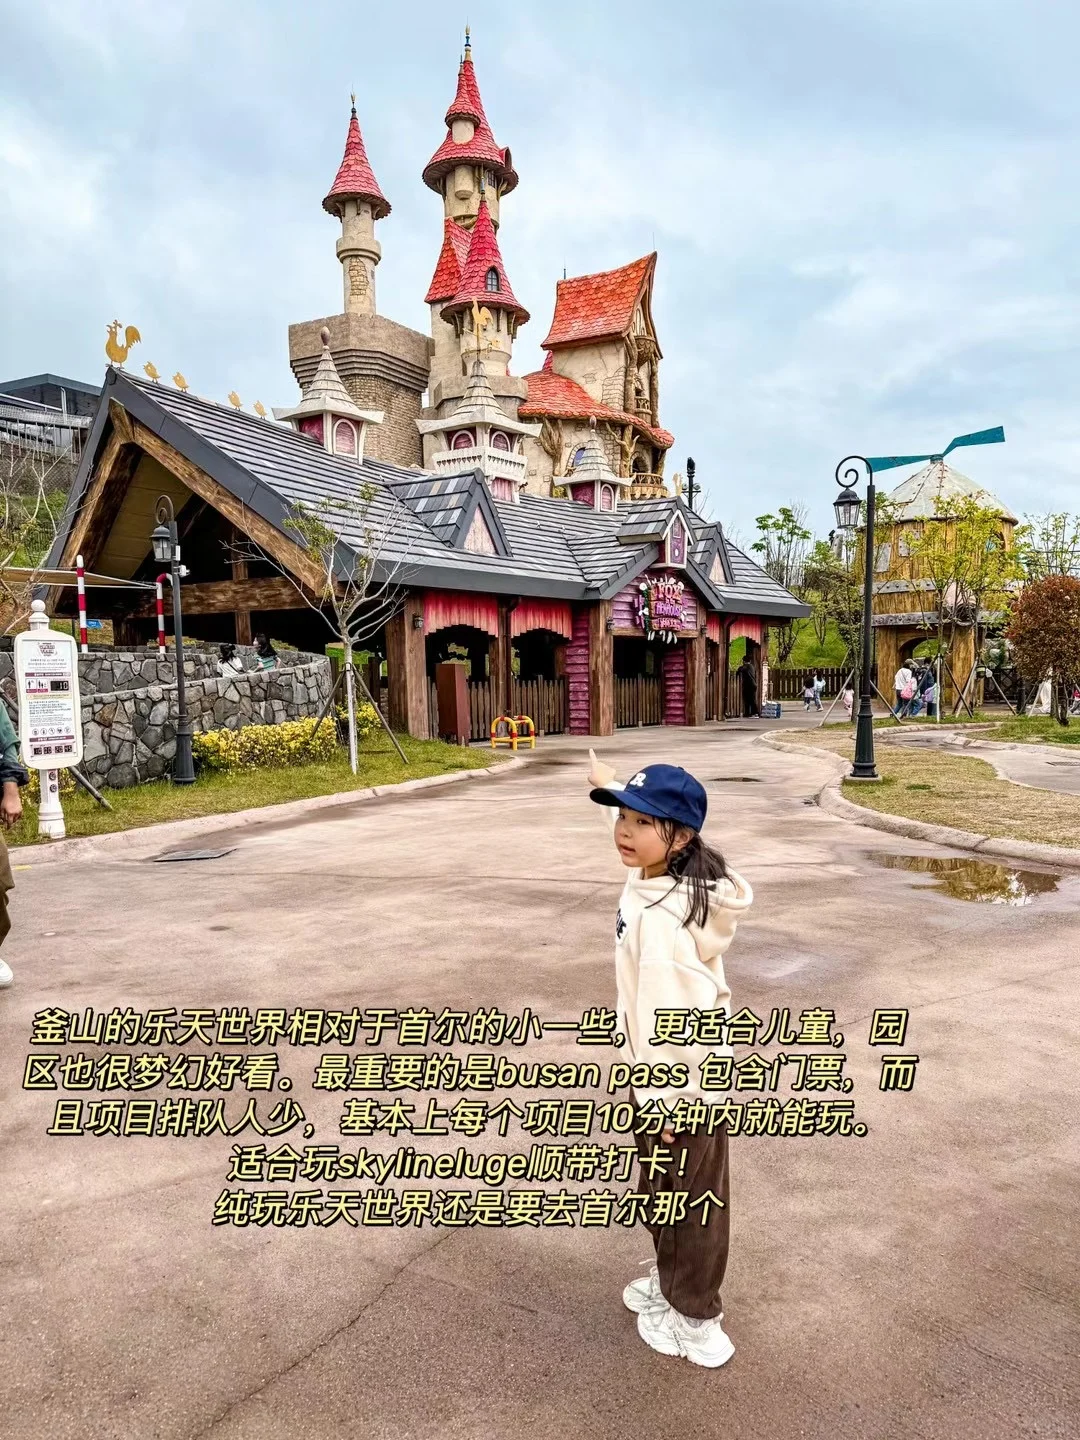 FOX
釜山的乐天世界相对于首尔的小一些，更适合儿童，园
区也很梦幻好看。最重要的是busan pass 包含门票，而
且项目排队人少，基本上每个项目10分钟内就能玩。
适合玩skylineluge顺带打卡！
纯玩乐天世界还是要去首尔那个